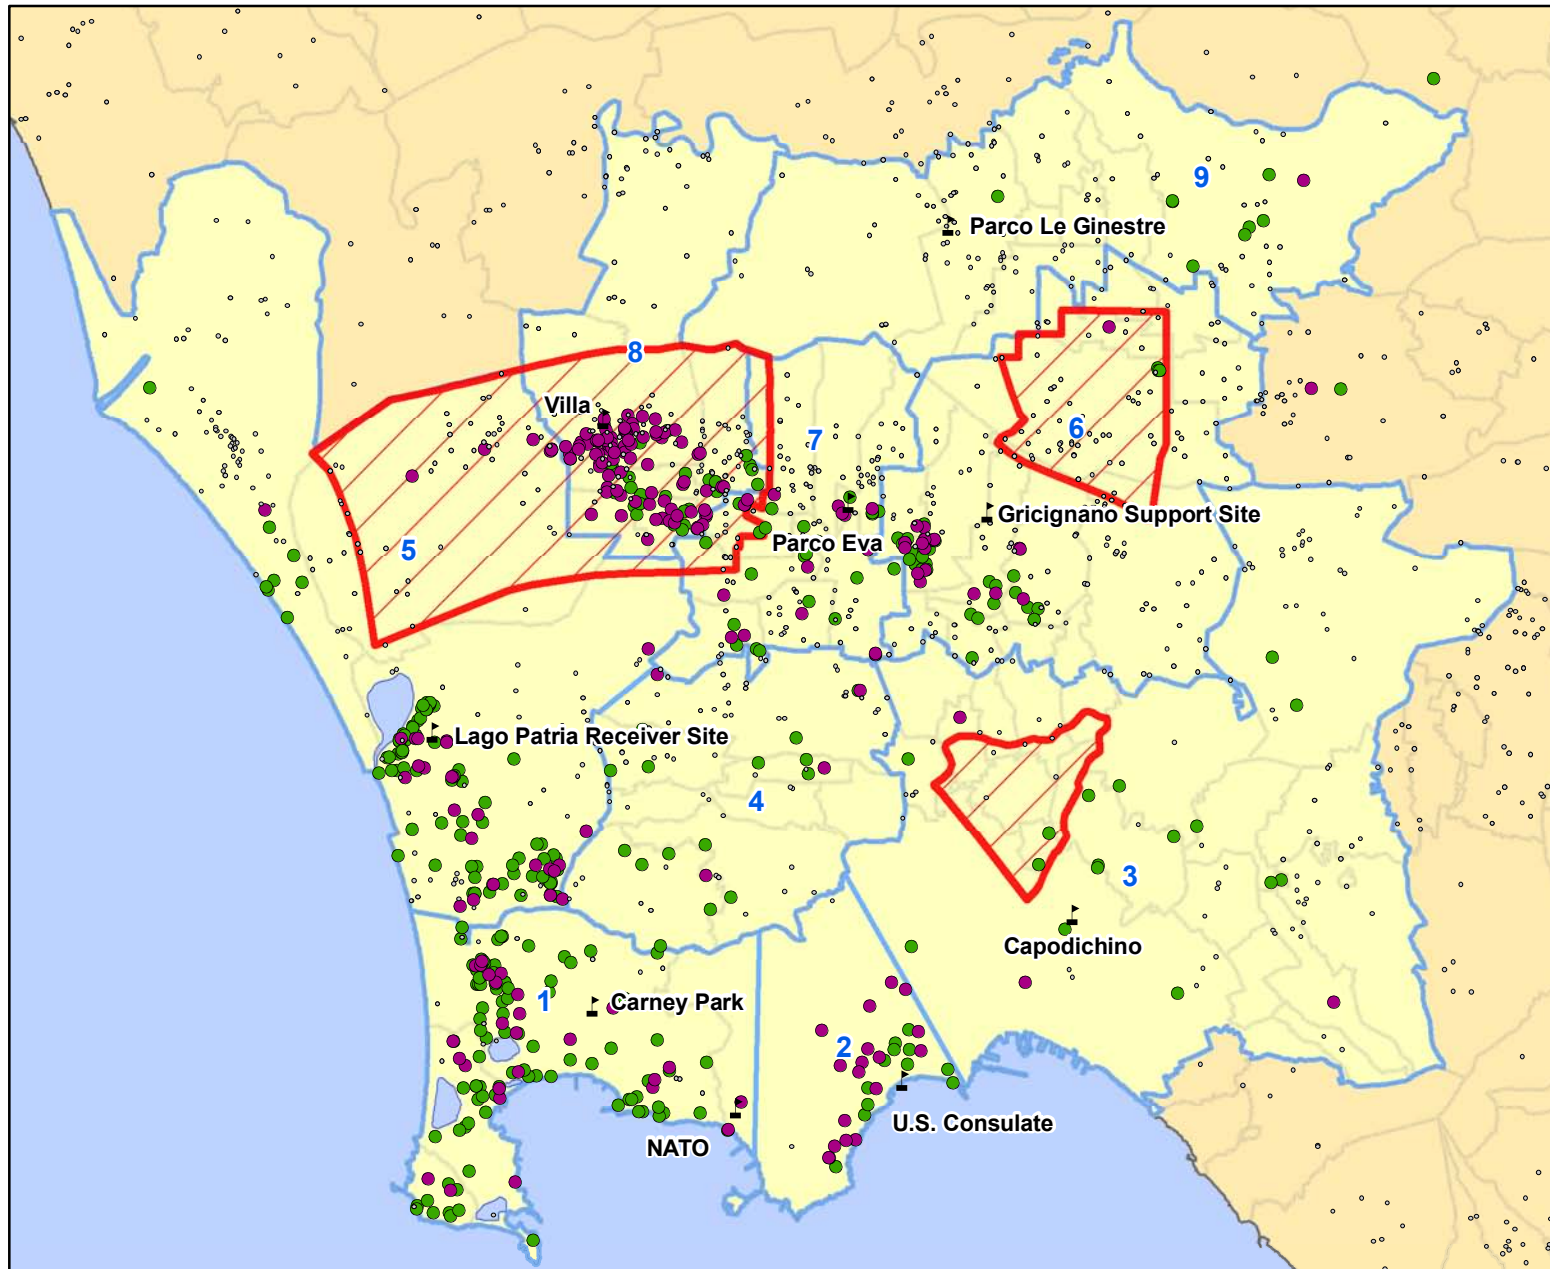 9
Parco Le Ginestre
8
Villa
7
6
Gricignano Support Site
Parco Eva
5
Lago Patria Receiver Site
4
3
Capodichino
1
Carney Park
2
U.S. Consulate
NATO